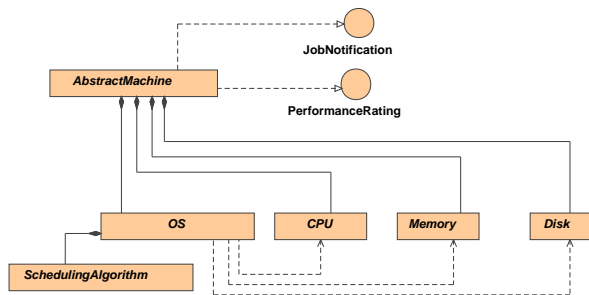 JobNotification
AbstractMachine
PerformanceRating
OS
CPU
Memory
Disk
SchedulingAlgorithm